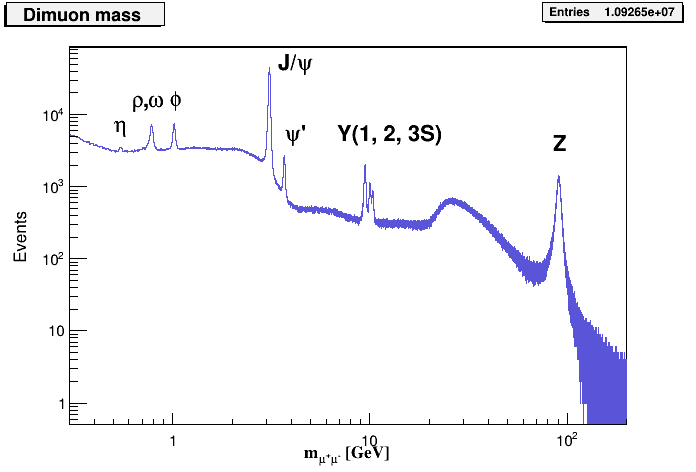 Dimuon mass
Entries 1.09265e+07
J/ψ
ρ,ω ϕ
η
ψ'
Y(1, 2, 3S)
Z
Events
10⁴
10³
10²
10
1
1
10
10²
m_μ⁺μ⁻ [GeV]